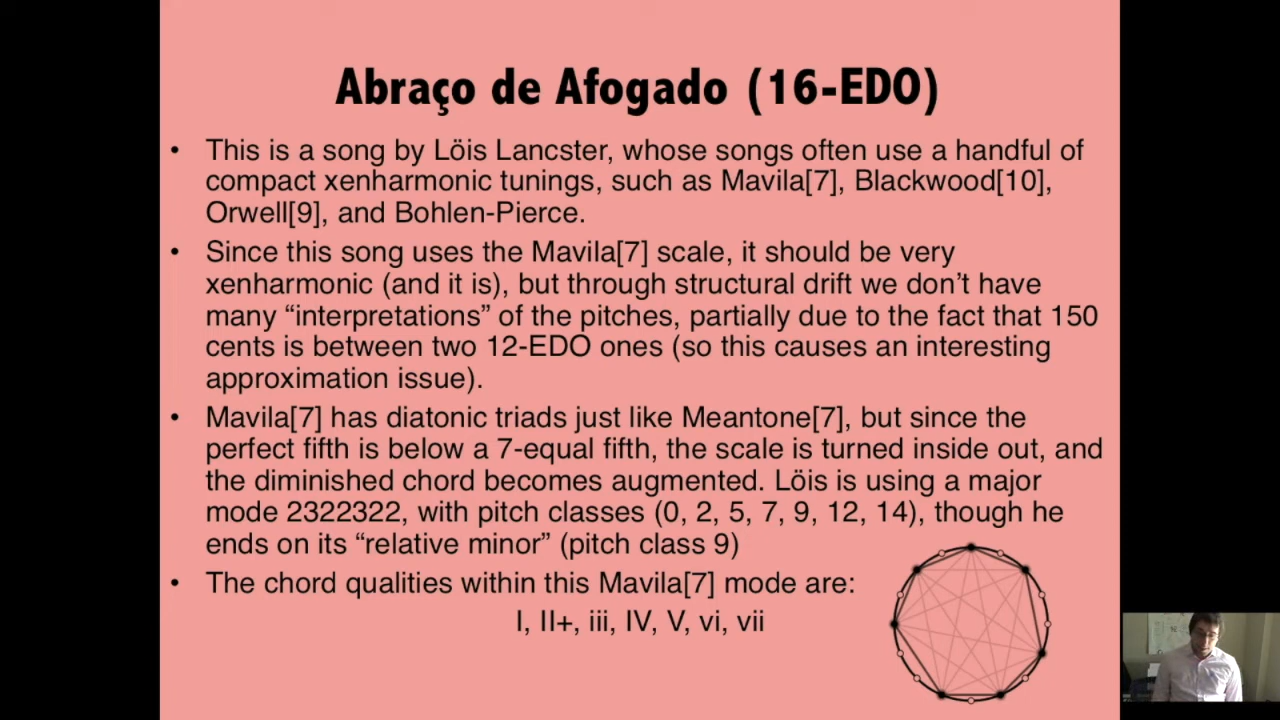 Abraço de Afogado (16-EDO)
• This is a song by Löis Lancster, whose songs often use a handful of
compact xenharmonic tunings, such as Mavila[7], Blackwood[10],
Orwell[9], and Bohlen-Pierce.
• Since this song uses the Mavila[7] scale, it should be very
xenharmonic (and it is), but through structural drift we don’t have
many “interpretations” of the pitches, partially due to the fact that 150
cents is between two 12-EDO ones (so this causes an interesting
approximation issue).
• Mavila[7] has diatonic triads just like Meantone[7], but since the
perfect fifth is below a 7-equal fifth, the scale is turned inside out, and
the diminished chord becomes augmented. Löis is using a major
mode 2322322, with pitch classes (0, 2, 5, 7, 9, 12, 14), though he
ends on its “relative minor” (pitch class 9)
• The chord qualities within this Mavila[7] mode are:
I, II+, iii, IV, V, vi, vii